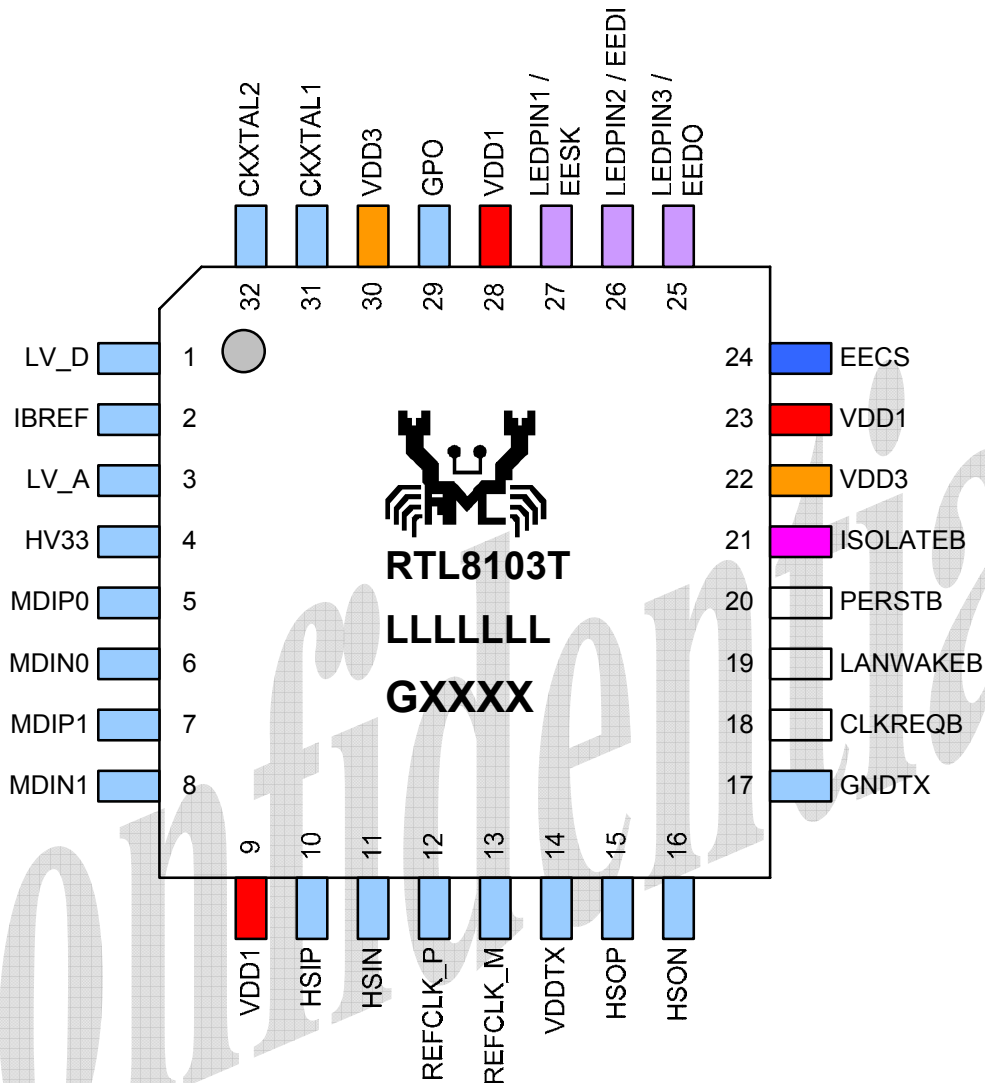 CKXTAL2
CKXTAL1
VDD3
GPO
VDD1
LEDPIN1 /
EESK
LEDPIN2 / EEDI
LEDPIN3 /
EEDO
32
31
30
29
28
27
26
25
LV_D
1
IBREF
2
LV_A
3
HV33
4
MDIP0
5
MDIN0
6
MDIP1
7
MDIN1
8
24
EECS
23
VDD1
22
VDD3
21
ISOLATEB
20
PERSTB
19
LANWAKEB
18
CLKREQB
17
GNDTX
RTL8103T
LLLLLLL
GXXXX
9
10
11
12
13
14
15
16
VDD1
HSIP
HSIN
REFCLK_P
REFCLK_M
VDDTX
HSOP
HSON
onfidentia